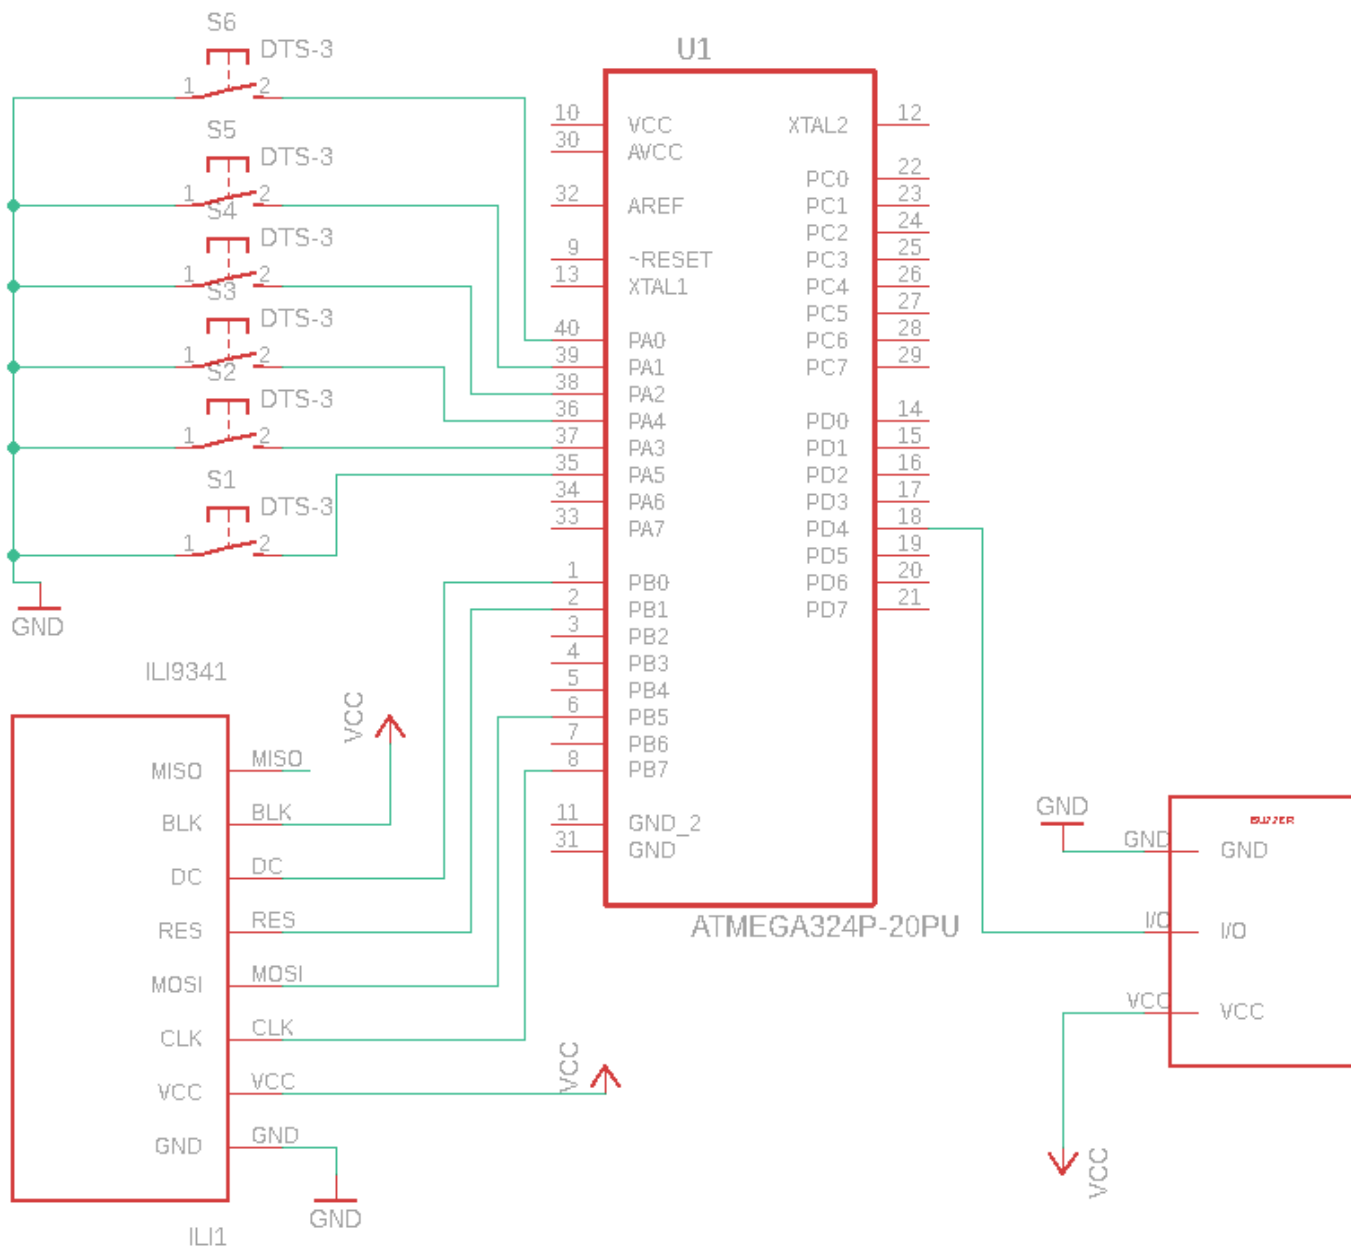 S6
DTS-3
1 2
S5
DTS-3
1 2
S4
DTS-3
1 2
S3
DTS-3
1 2
S2
DTS-3
1 2
S1
DTS-3
1 2
GND
U1
10 VCC
30 AVCC
32 AREF
9 ~RESET
13 XTAL1
40 PA0
39 PA1
38 PA2
36 PA4
37 PA3
35 PA5
34 PA6
33 PA7
1 PB0
2 PB1
3 PB2
4 PB3
5 PB4
6 PB5
7 PB6
8 PB7
11 GND_2
31 GND
XTAL2 12
PC0 22
PC1 23
PC2 24
PC3 25
PC4 26
PC5 27
PC6 28
PC7 29
PD0 14
PD1 15
PD2 16
PD3 17
PD4 18
PD5 19
PD6 20
PD7 21
ATMEGA324P-20PU
ILI9341
VCC
MISO MISO
BLK BLK
DC DC
RES RES
MOSI MOSI
CLK CLK
VCC VCC
VCC
GND GND
GND
ILI1
GND
BUZZER
GND GND
I/O I/O
VCC VCC
VCC